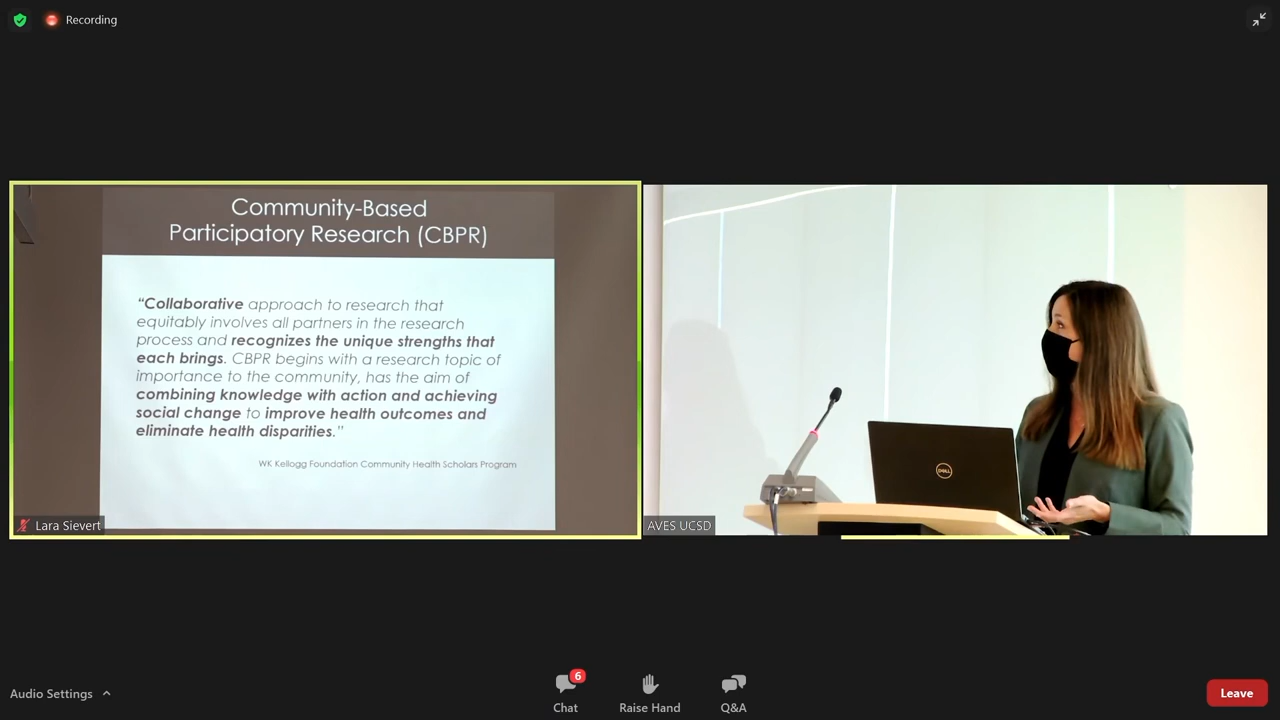 Recording
Community-Based
Participatory Research (CBPR)
“Collaborative approach to research that
equitably involves all partners in the research
process and recognizes the unique strengths that
each brings. CBPR begins with a research topic of
importance to the community, has the aim of
combining knowledge with action and achieving
social change to improve health outcomes and
eliminate health disparities.”
WK Kellogg Foundation Community Health Scholars Program
Lara Sievert
DELL
AVES UCSD
Audio Settings
6
Chat
Raise Hand
Q&A
Leave